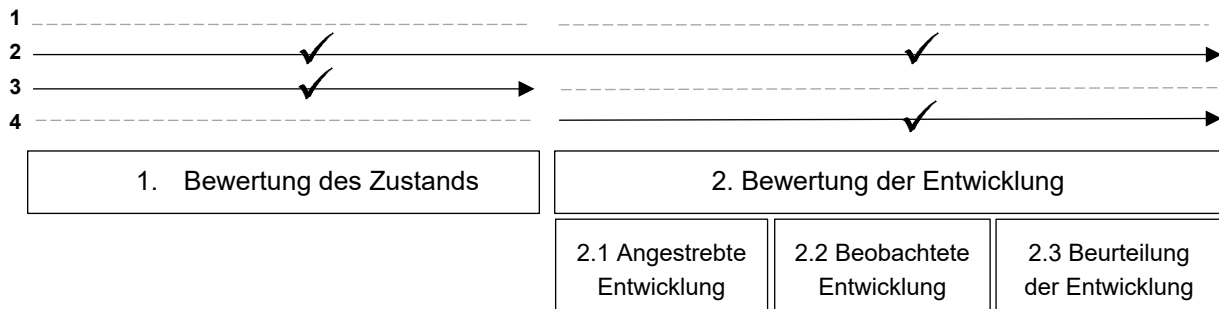 1
2
3
4
1. Bewertung des Zustands
2. Bewertung der Entwicklung
2.1 Angestrebte
Entwicklung
2.2 Beobachtete
Entwicklung
2.3 Beurteilung
der Entwicklung